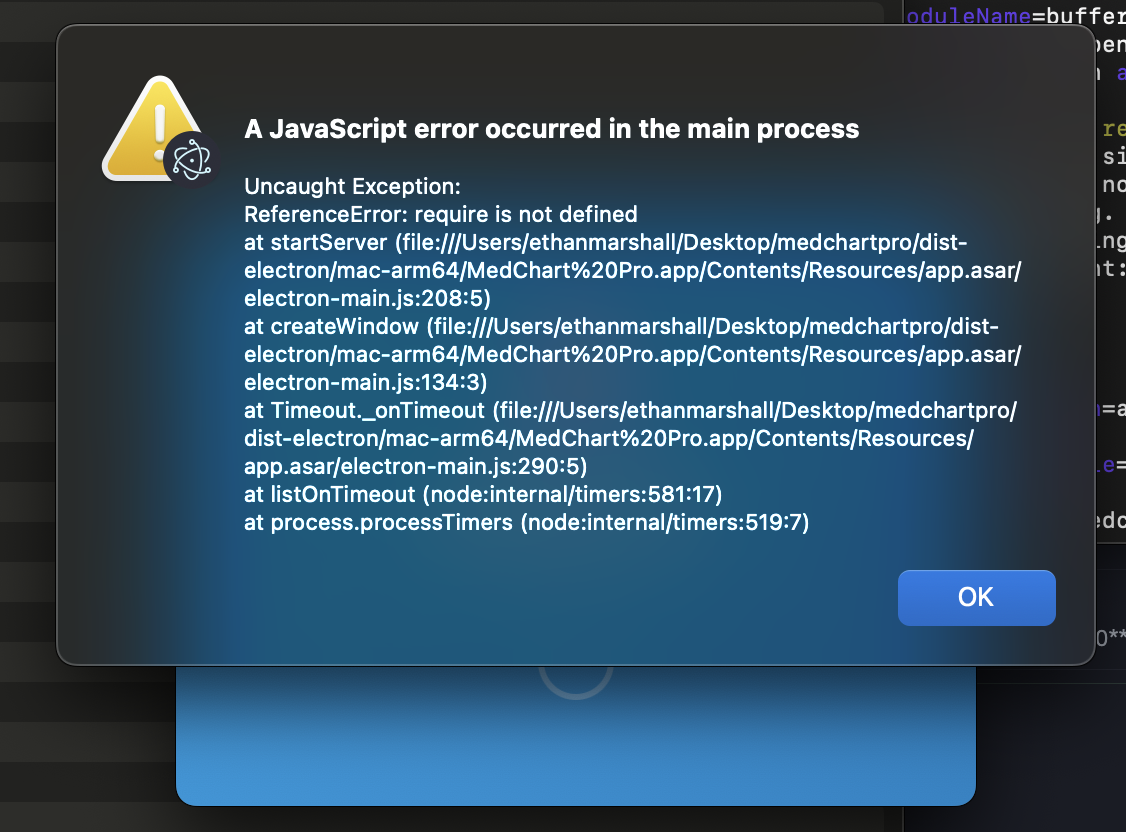 oduleName=buffer
A JavaScript error occurred in the main process
Uncaught Exception:
ReferenceError: require is not defined
at startServer (file:///Users/ethanmarshall/Desktop/medchartpro/dist-
electron/mac-arm64/MedChart%20Pro.app/Contents/Resources/app.asar/
electron-main.js:208:5)
at createWindow (file:///Users/ethanmarshall/Desktop/medchartpro/dist-
electron/mac-arm64/MedChart%20Pro.app/Contents/Resources/app.asar/
electron-main.js:134:3)
at Timeout._onTimeout (file:///Users/ethanmarshall/Desktop/medchartpro/
dist-electron/mac-arm64/MedChart%20Pro.app/Contents/Resources/
app.asar/electron-main.js:290:5)
at listOnTimeout (node:internal/timers:581:17)
at process.processTimers (node:internal/timers:519:7)
OK